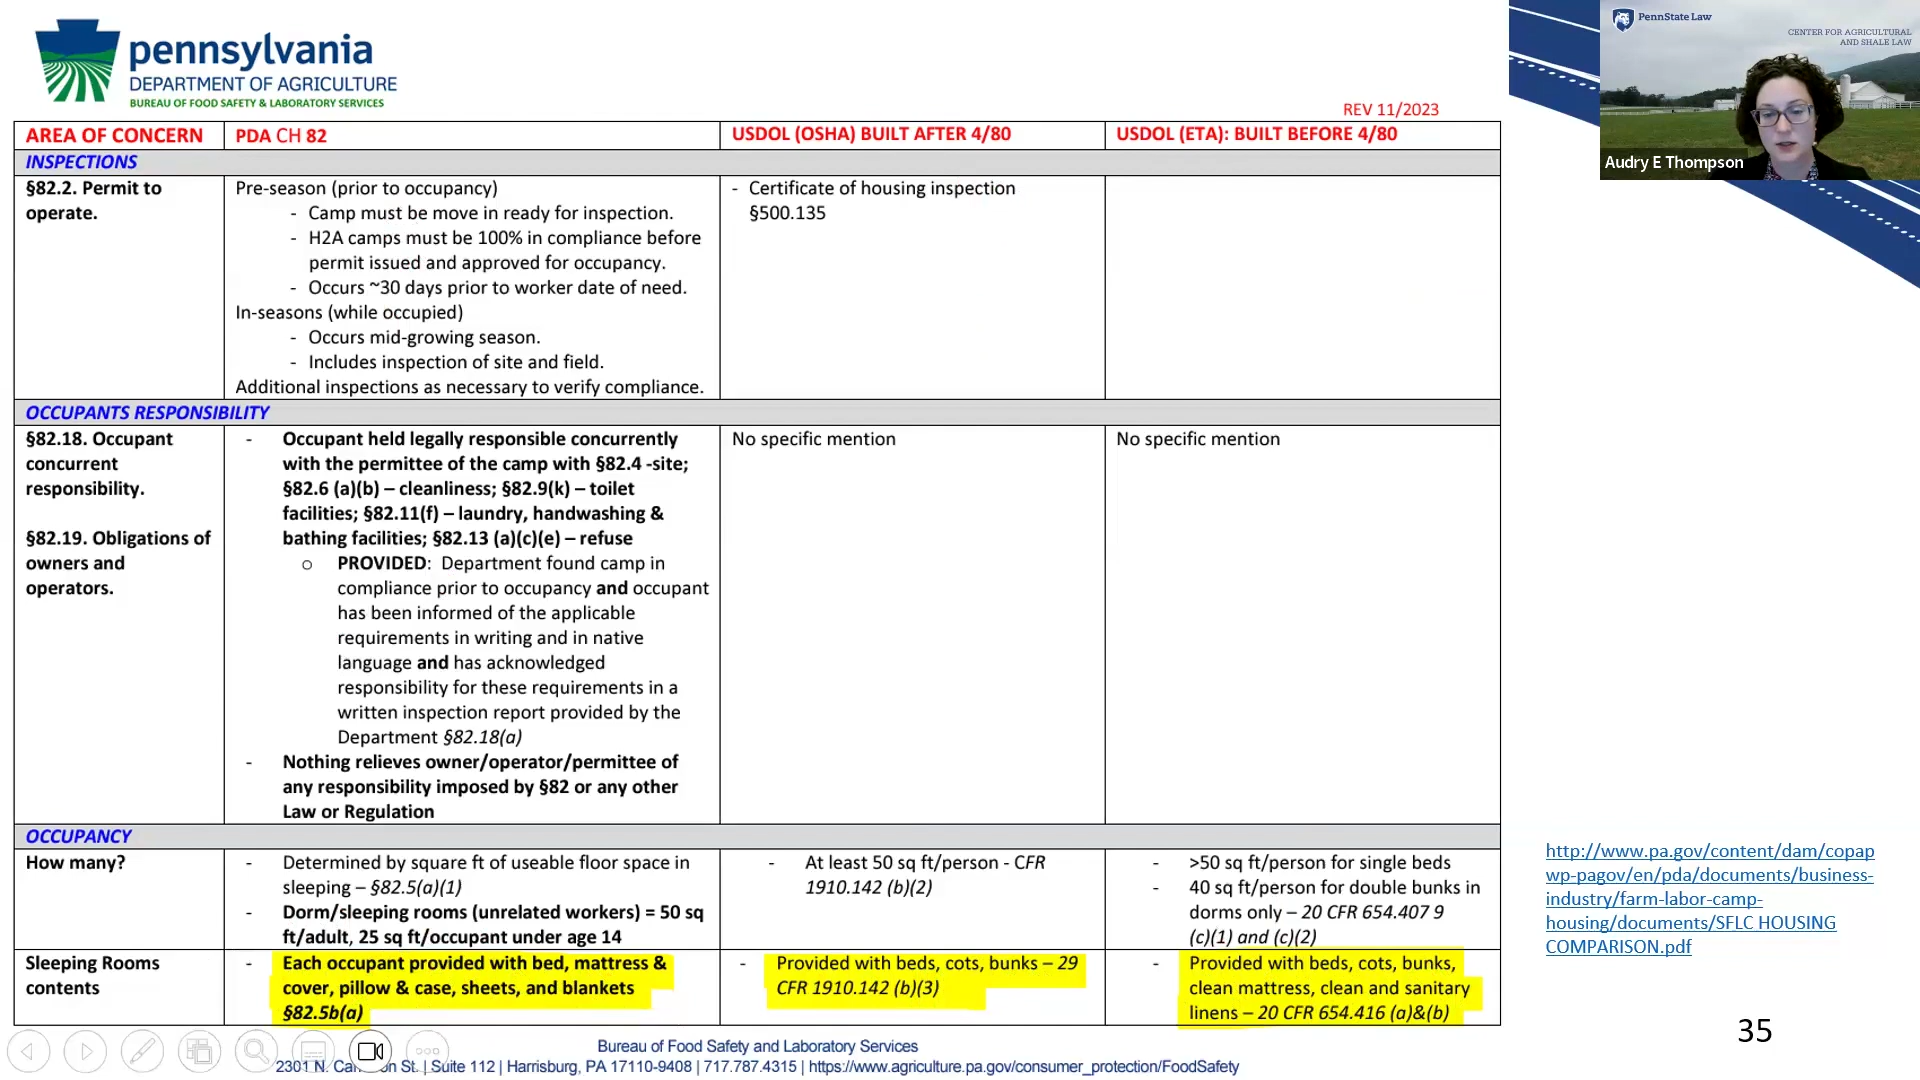 pennsylvania
DEPARTMENT OF AGRICULTURE
BUREAU OF FOOD SAFETY & LABORATORY SERVICES
REV 11/2023
AREA OF CONCERN
PDA CH 82
USDOL (OSHA) BUILT AFTER 4/80
USDOL (ETA): BUILT BEFORE 4/80
INSPECTIONS
§82.2. Permit to
operate.
Pre-season (prior to occupancy)
- Camp must be move in ready for inspection.
- H2A camps must be 100% in compliance before
permit issued and approved for occupancy.
- Occurs ~30 days prior to worker date of need.
In-seasons (while occupied)
- Occurs mid-growing season.
- Includes inspection of site and field.
Additional inspections as necessary to verify compliance.
- Certificate of housing inspection
§500.135
OCCUPANTS RESPONSIBILITY
§82.18. Occupant
concurrent
responsibility.
§82.19. Obligations of
owners and
operators.
- Occupant held legally responsible concurrently
with the permittee of the camp with §82.4 -site;
§82.6 (a)(b) – cleanliness; §82.9(k) – toilet
facilities; §82.11(f) – laundry, handwashing &
bathing facilities; §82.13 (a)(c)(e) – refuse
o PROVIDED: Department found camp in
compliance prior to occupancy and occupant
has been informed of the applicable
requirements in writing and in native
language and has acknowledged
responsibility for these requirements in a
written inspection report provided by the
Department §82.18(a)
- Nothing relieves owner/operator/permittee of
any responsibility imposed by §82 or any other
Law or Regulation
No specific mention
No specific mention
OCCUPANCY
How many?
- Determined by square ft of useable floor space in
sleeping – §82.5(a)(1)
- Dorm/sleeping rooms (unrelated workers) = 50 sq
ft/adult, 25 sq ft/occupant under age 14
- At least 50 sq ft/person - CFR
1910.142 (b)(2)
- >50 sq ft/person for single beds
- 40 sq ft/person for double bunks in
dorms only – 20 CFR 654.407 9
(c)(1) and (c)(2)
Sleeping Rooms
contents
- Each occupant provided with bed, mattress &
cover, pillow & case, sheets, and blankets
§82.5b(a)
- Provided with beds, cots, bunks – 29
CFR 1910.142 (b)(3)
- Provided with beds, cots, bunks,
clean mattress, clean and sanitary
linens – 20 CFR 654.416 (a)&(b)
Bureau of Food Safety and Laboratory Services
2301 N. Cameron St. | Suite 112 | Harrisburg, PA 17110-9408 | 717.787.4315 | https://www.agriculture.pa.gov/consumer_protection/FoodSafety
PennState Law
CENTER FOR AGRICULTURAL
AND SHALE LAW
Audry E Thompson
http://www.pa.gov/content/dam/copap
wp-pagov/en/pda/documents/business-
industry/farm-labor-camp-
housing/documents/SFLC HOUSING
COMPARISON.pdf
35